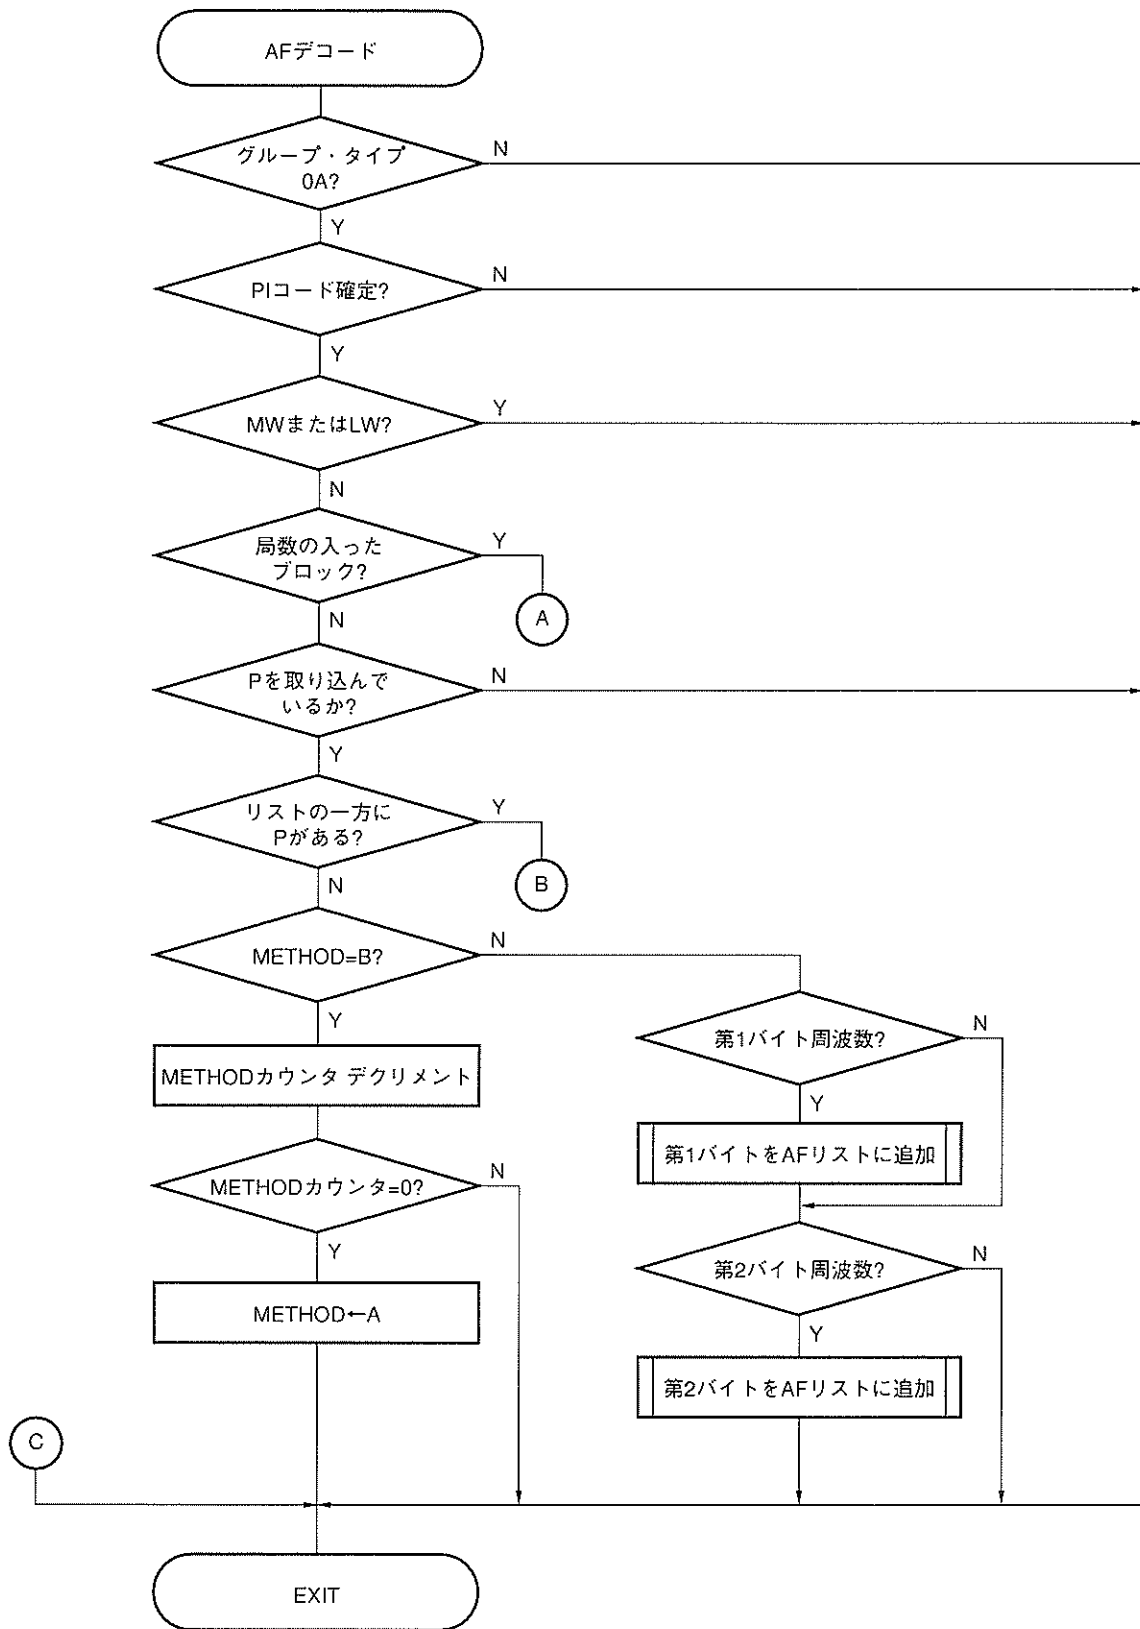 AFデコード
グループ・タイプ
0A?
N
Y
PIコード確定?
N
Y
MWまたはLW?
Y
N
局数の入った
ブロック?
Y
A
N
Pを取り込んで
いるか?
N
Y
リストの一方に
Pがある?
Y
B
N
METHOD=B?
N
Y
METHODカウンタ デクリメント
METHODカウンタ=0?
N
Y
METHOD←A
第1バイト周波数?
N
Y
第1バイトをAFリストに追加
第2バイト周波数?
N
Y
第2バイトをAFリストに追加
C
EXIT